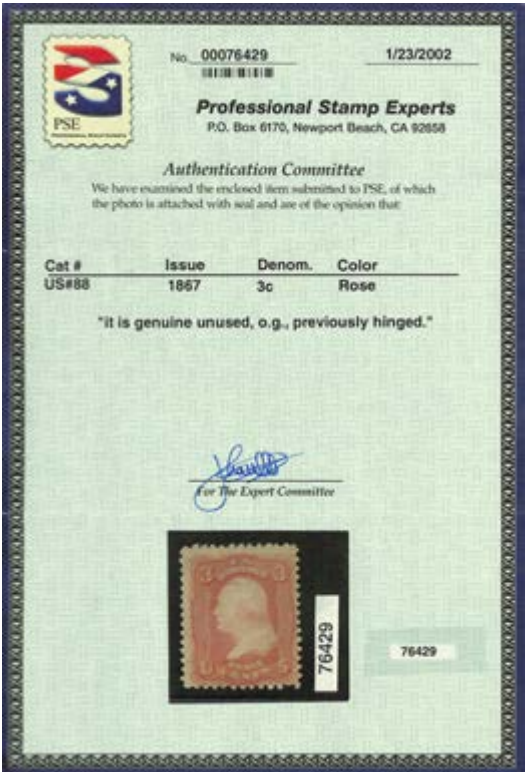 PSE
No. 00076429
1/23/2002
Professional Stamp Experts
P.O. Box 6170, Newport Beach, CA 92658
Authentication Committee
We have examined the enclosed item submitted to PSE, of which
the photo is attached with seal and are of the opinion that:
Cat # Issue Denom. Color
US#88 1867 3c Rose
"it is genuine unused, o.g., previously hinged."
For The Expert Committee
3 3
U S
76429
76429